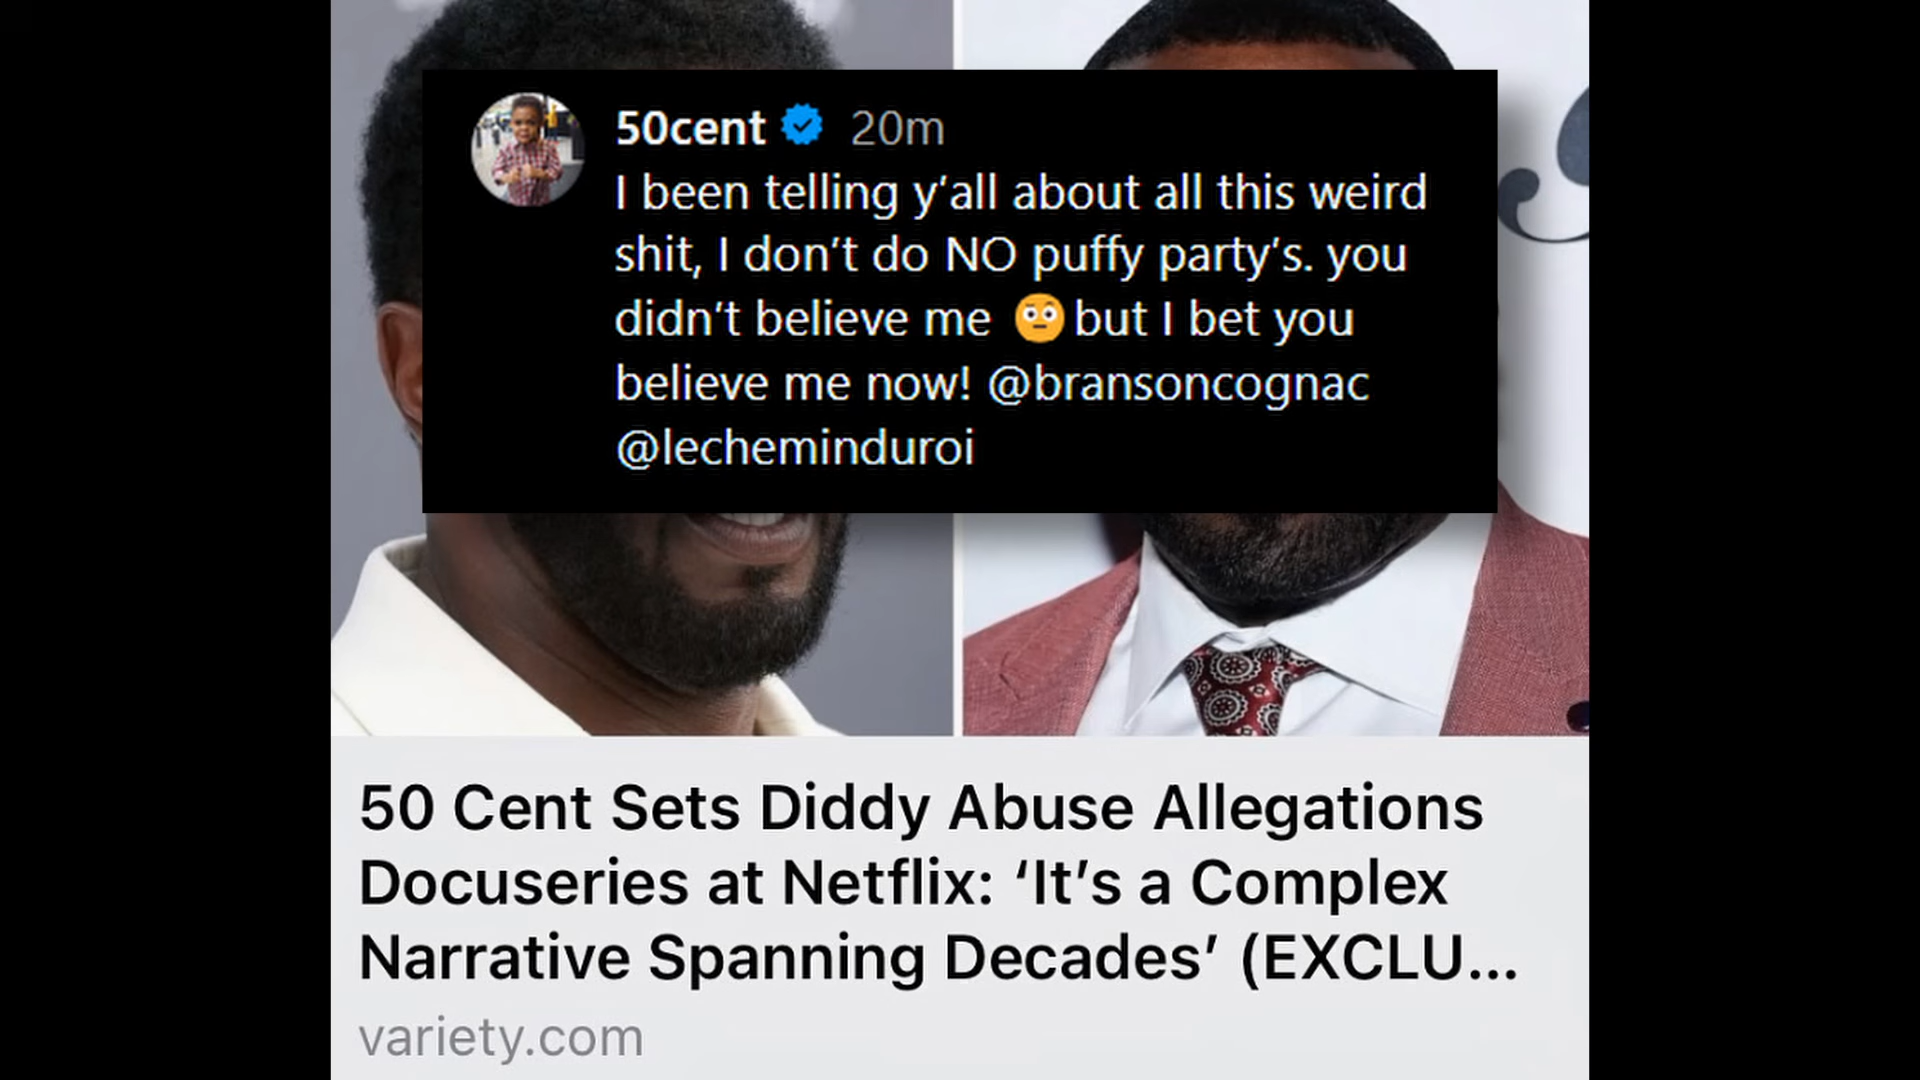 50cent 20m
I been telling y'all about all this weird
shit, I don't do NO puffy party's. you
didn't believe me 😳 but I bet you
believe me now! @bransoncognac
@lecheminduroi
50 Cent Sets Diddy Abuse Allegations
Docuseries at Netflix: ‘It’s a Complex
Narrative Spanning Decades’ (EXCLU...
variety.com